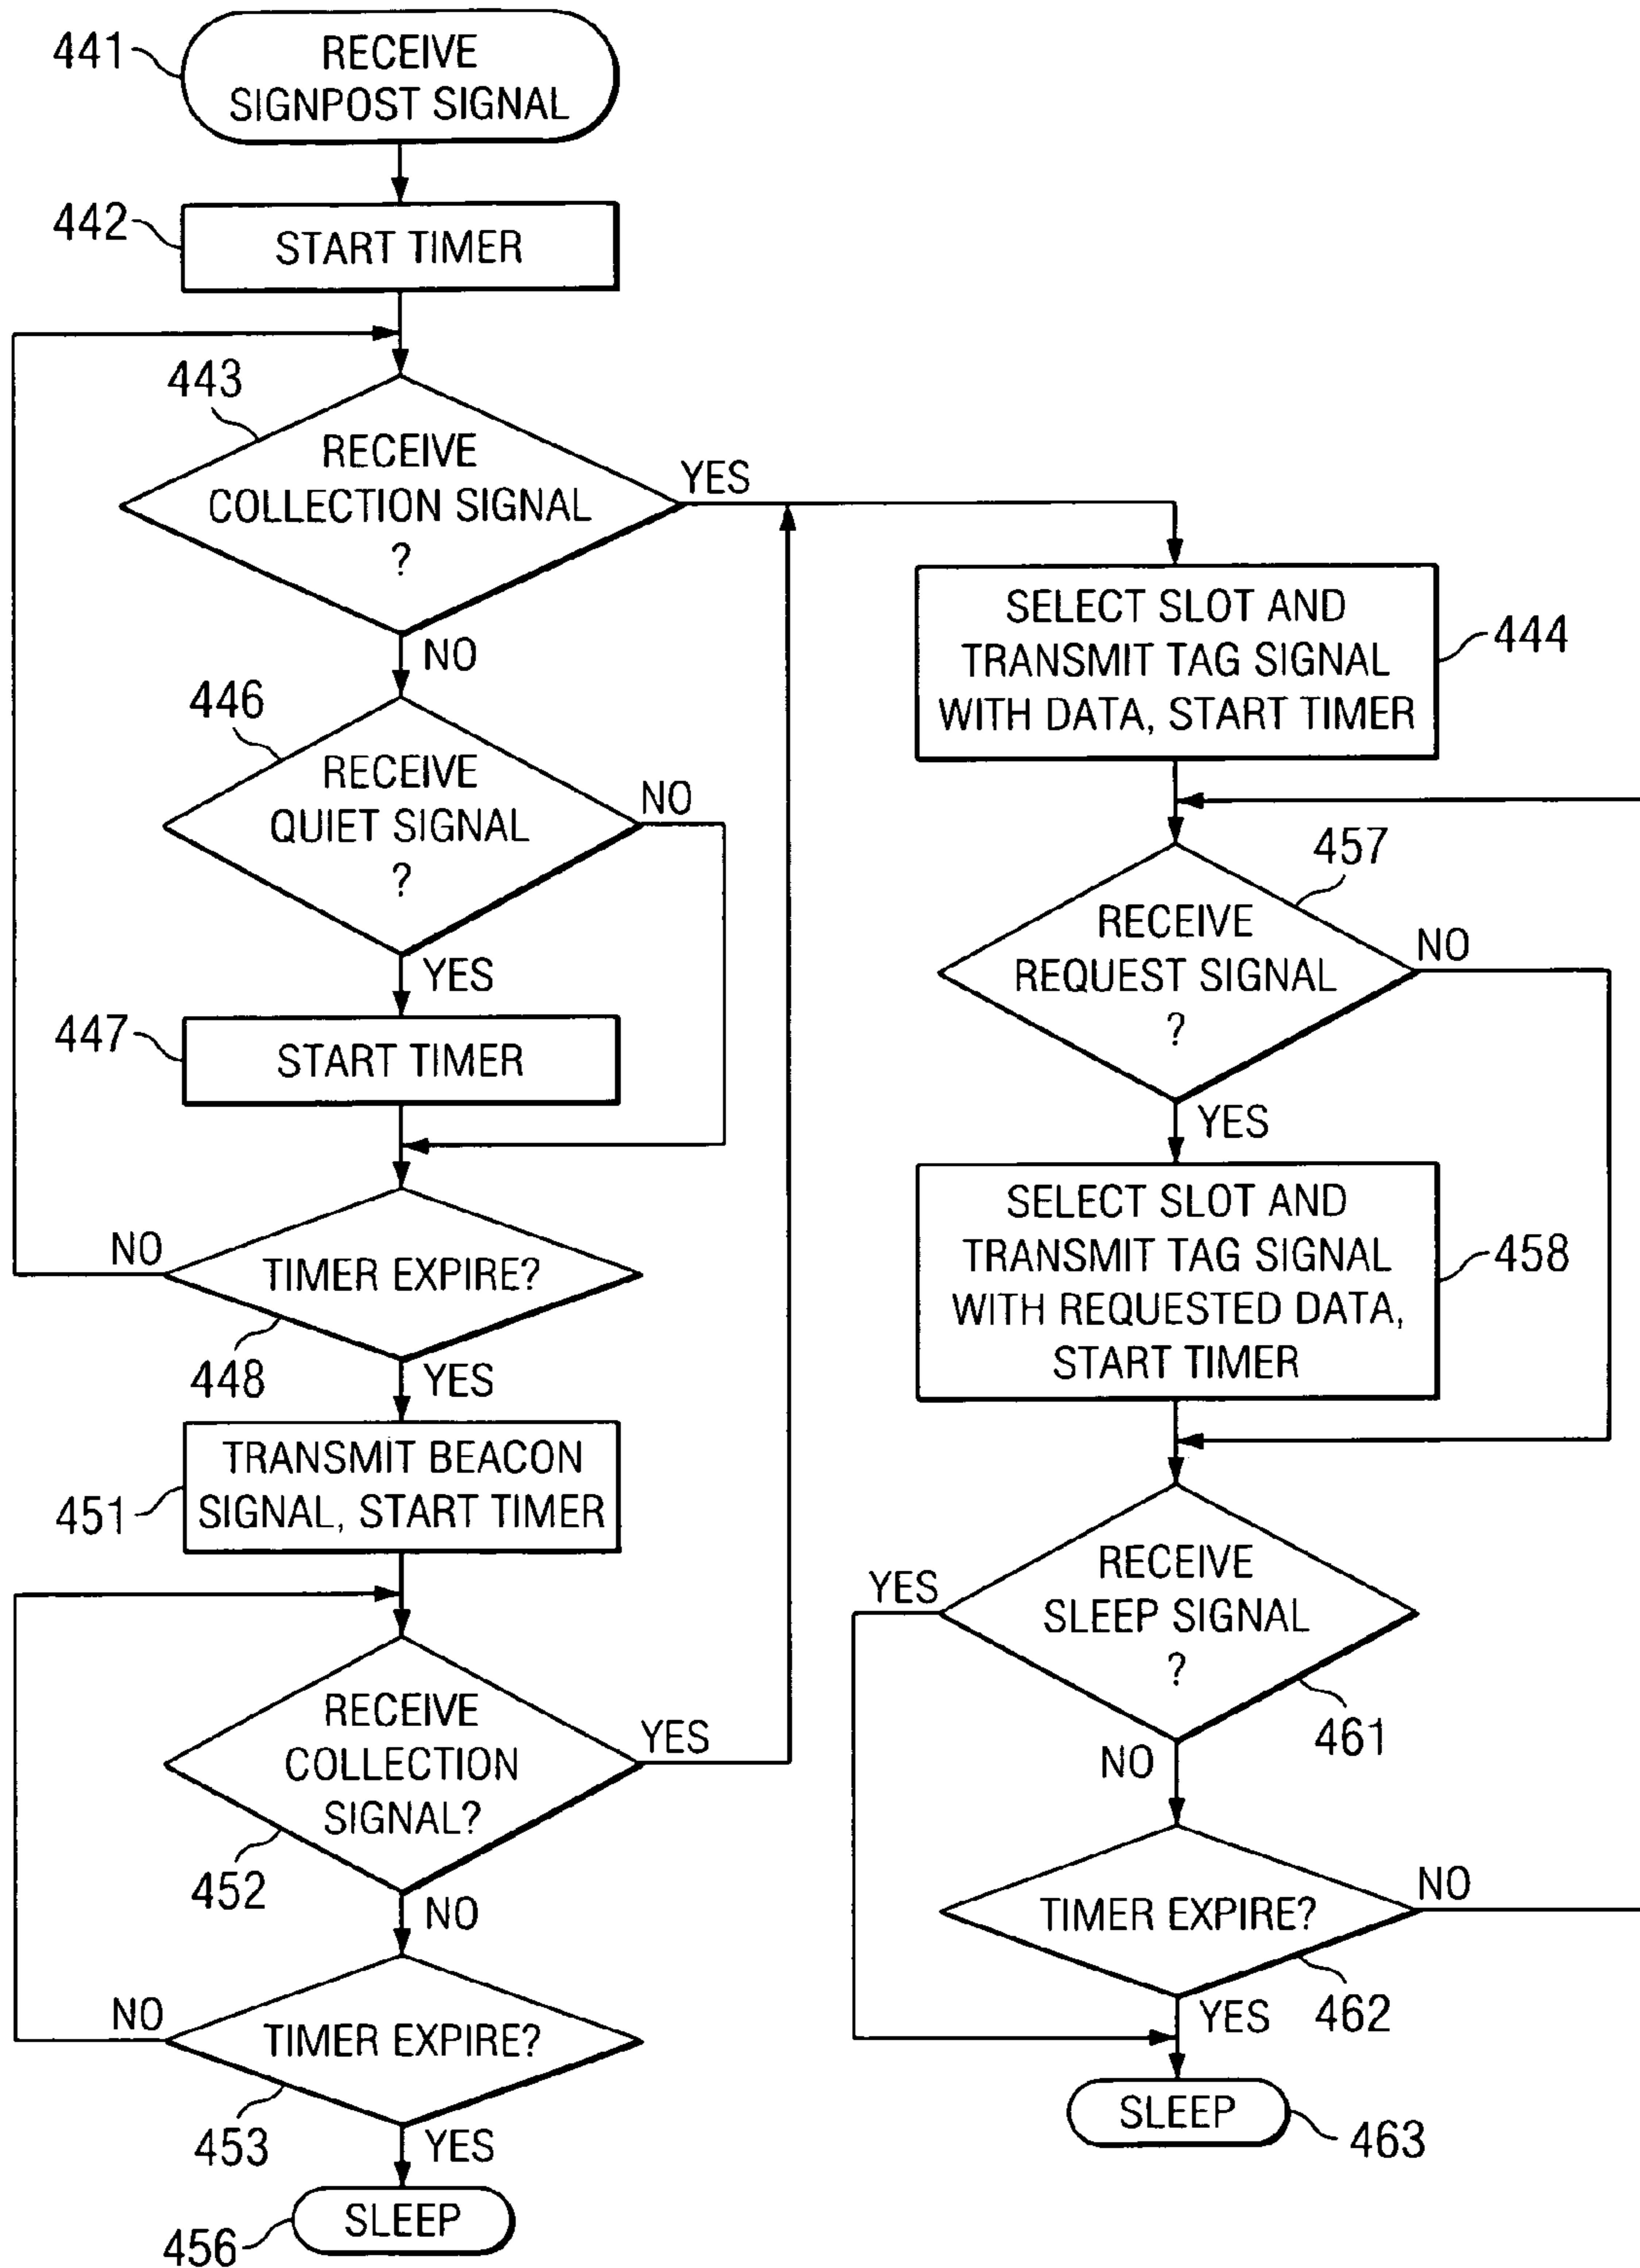 441
RECEIVE
SIGNPOST SIGNAL
442
START TIMER
443
RECEIVE
COLLECTION SIGNAL
?
YES
NO
446
RECEIVE
QUIET SIGNAL
?
NO
YES
447
START TIMER
NO
TIMER EXPIRE?
448
YES
TRANSMIT BEACON
SIGNAL, START TIMER
451
RECEIVE
COLLECTION
SIGNAL?
YES
452
NO
NO
TIMER EXPIRE?
453
YES
SLEEP
456
SELECT SLOT AND
TRANSMIT TAG SIGNAL
WITH DATA, START TIMER
444
457
RECEIVE
REQUEST SIGNAL
?
NO
YES
SELECT SLOT AND
TRANSMIT TAG SIGNAL
WITH REQUESTED DATA,
START TIMER
458
RECEIVE
SLEEP SIGNAL
?
YES
461
NO
TIMER EXPIRE?
NO
462
YES
SLEEP
463